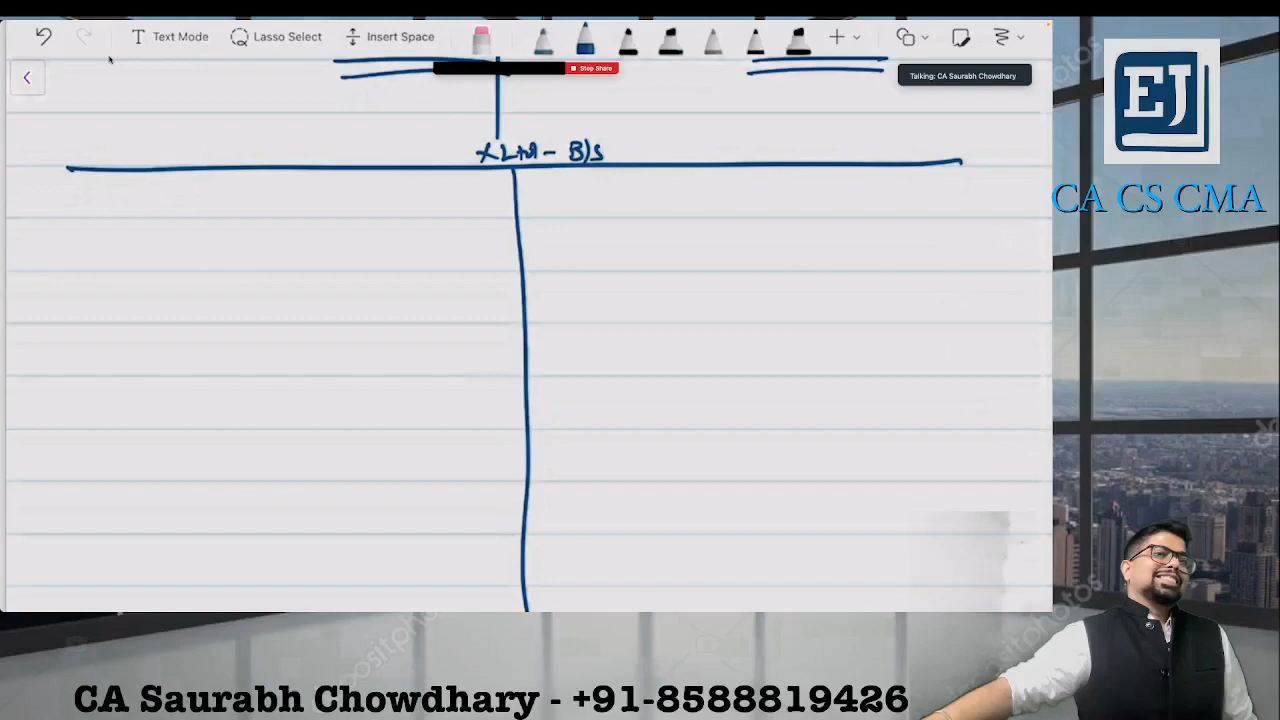 Text Mode Lasso Select Insert Space
Stop Share
Talking: CA Saurabh Chowdhary
EJ
CA CS CMA
X Ltd - B/S
CA Saurabh Chowdhary - +91-8588819426